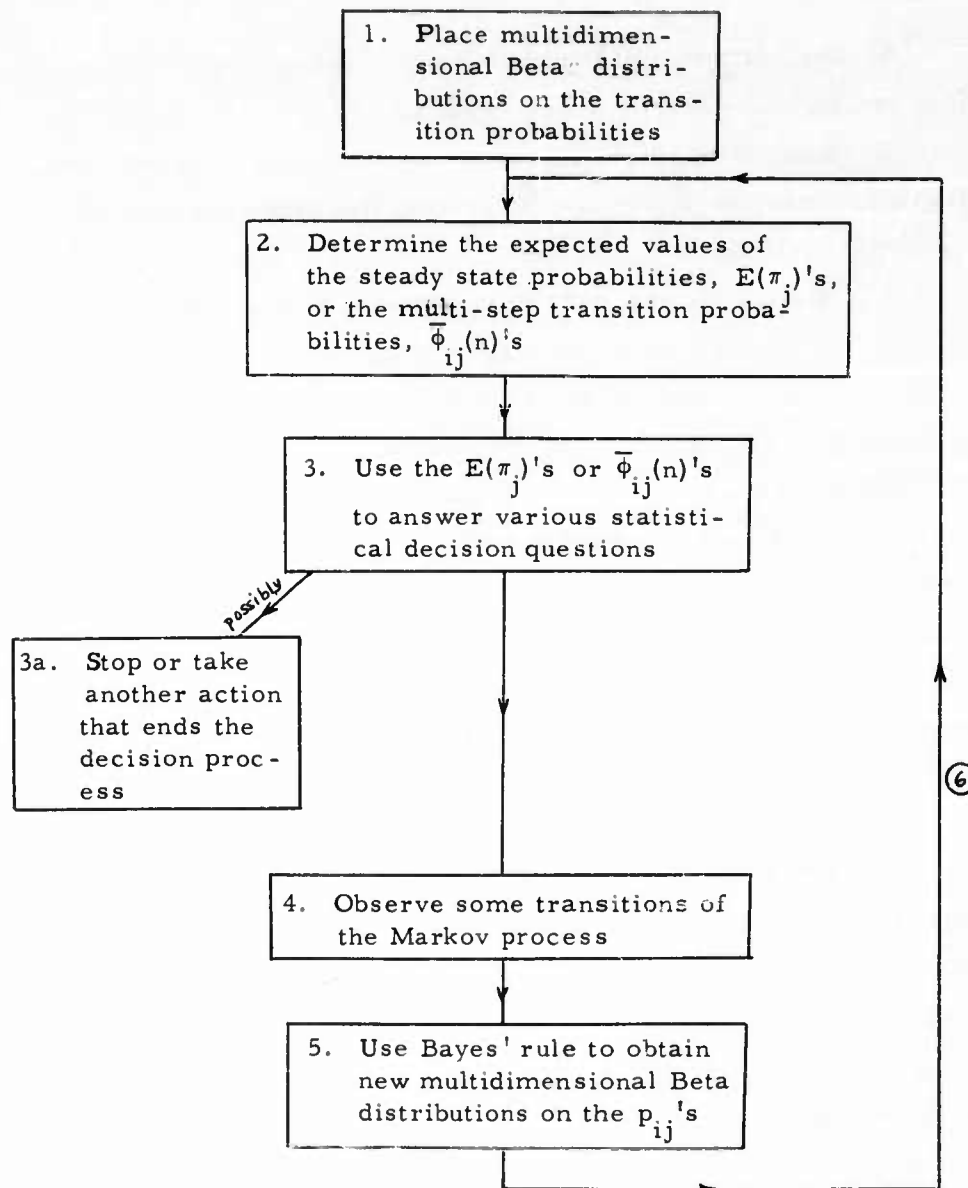 1. Place multidimen-
sional Beta distri-
butions on the trans-
ition probabilities
2. Determine the expected values of
the steady state probabilities, E(π_j)'s,
or the multi-step transition proba-
bilities, φ̅_ij(n)'s
3. Use the E(π_j)'s or φ̅_ij(n)'s
to answer various statisti-
cal decision questions
possibly
3a. Stop or take
another action
that ends the
decision proc-
ess
6
4. Observe some transitions of
the Markov process
5. Use Bayes' rule to obtain
new multidimensional Beta
distributions on the p_ij's